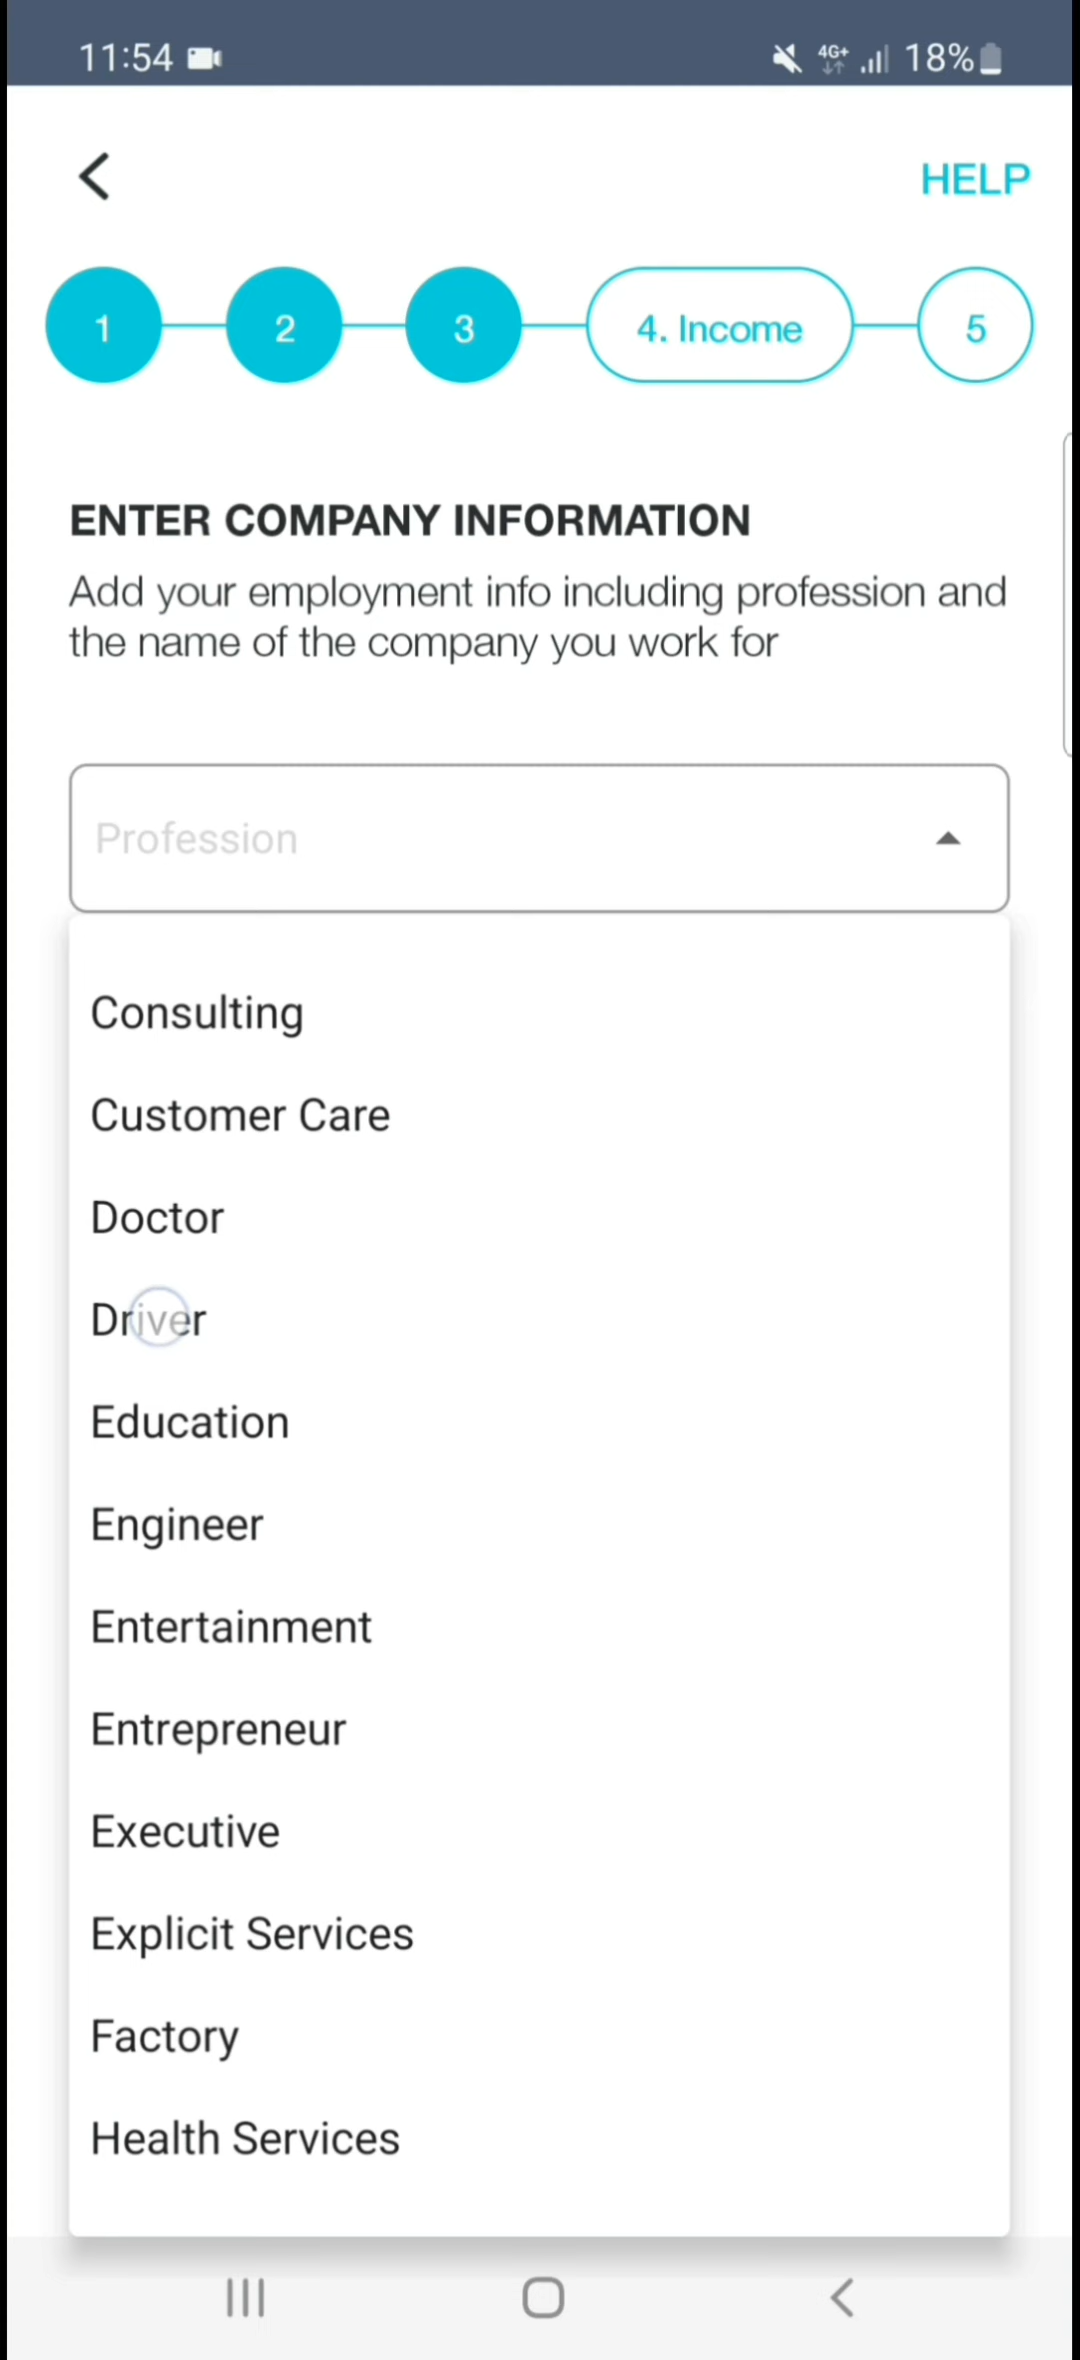 11:54
4G+ 18%
HELP
1 2 3 4. Income 5
ENTER COMPANY INFORMATION
Add your employment info including profession and
the name of the company you work for
Profession
Consulting
Customer Care
Doctor
Driver
Education
Engineer
Entertainment
Entrepreneur
Executive
Explicit Services
Factory
Health Services